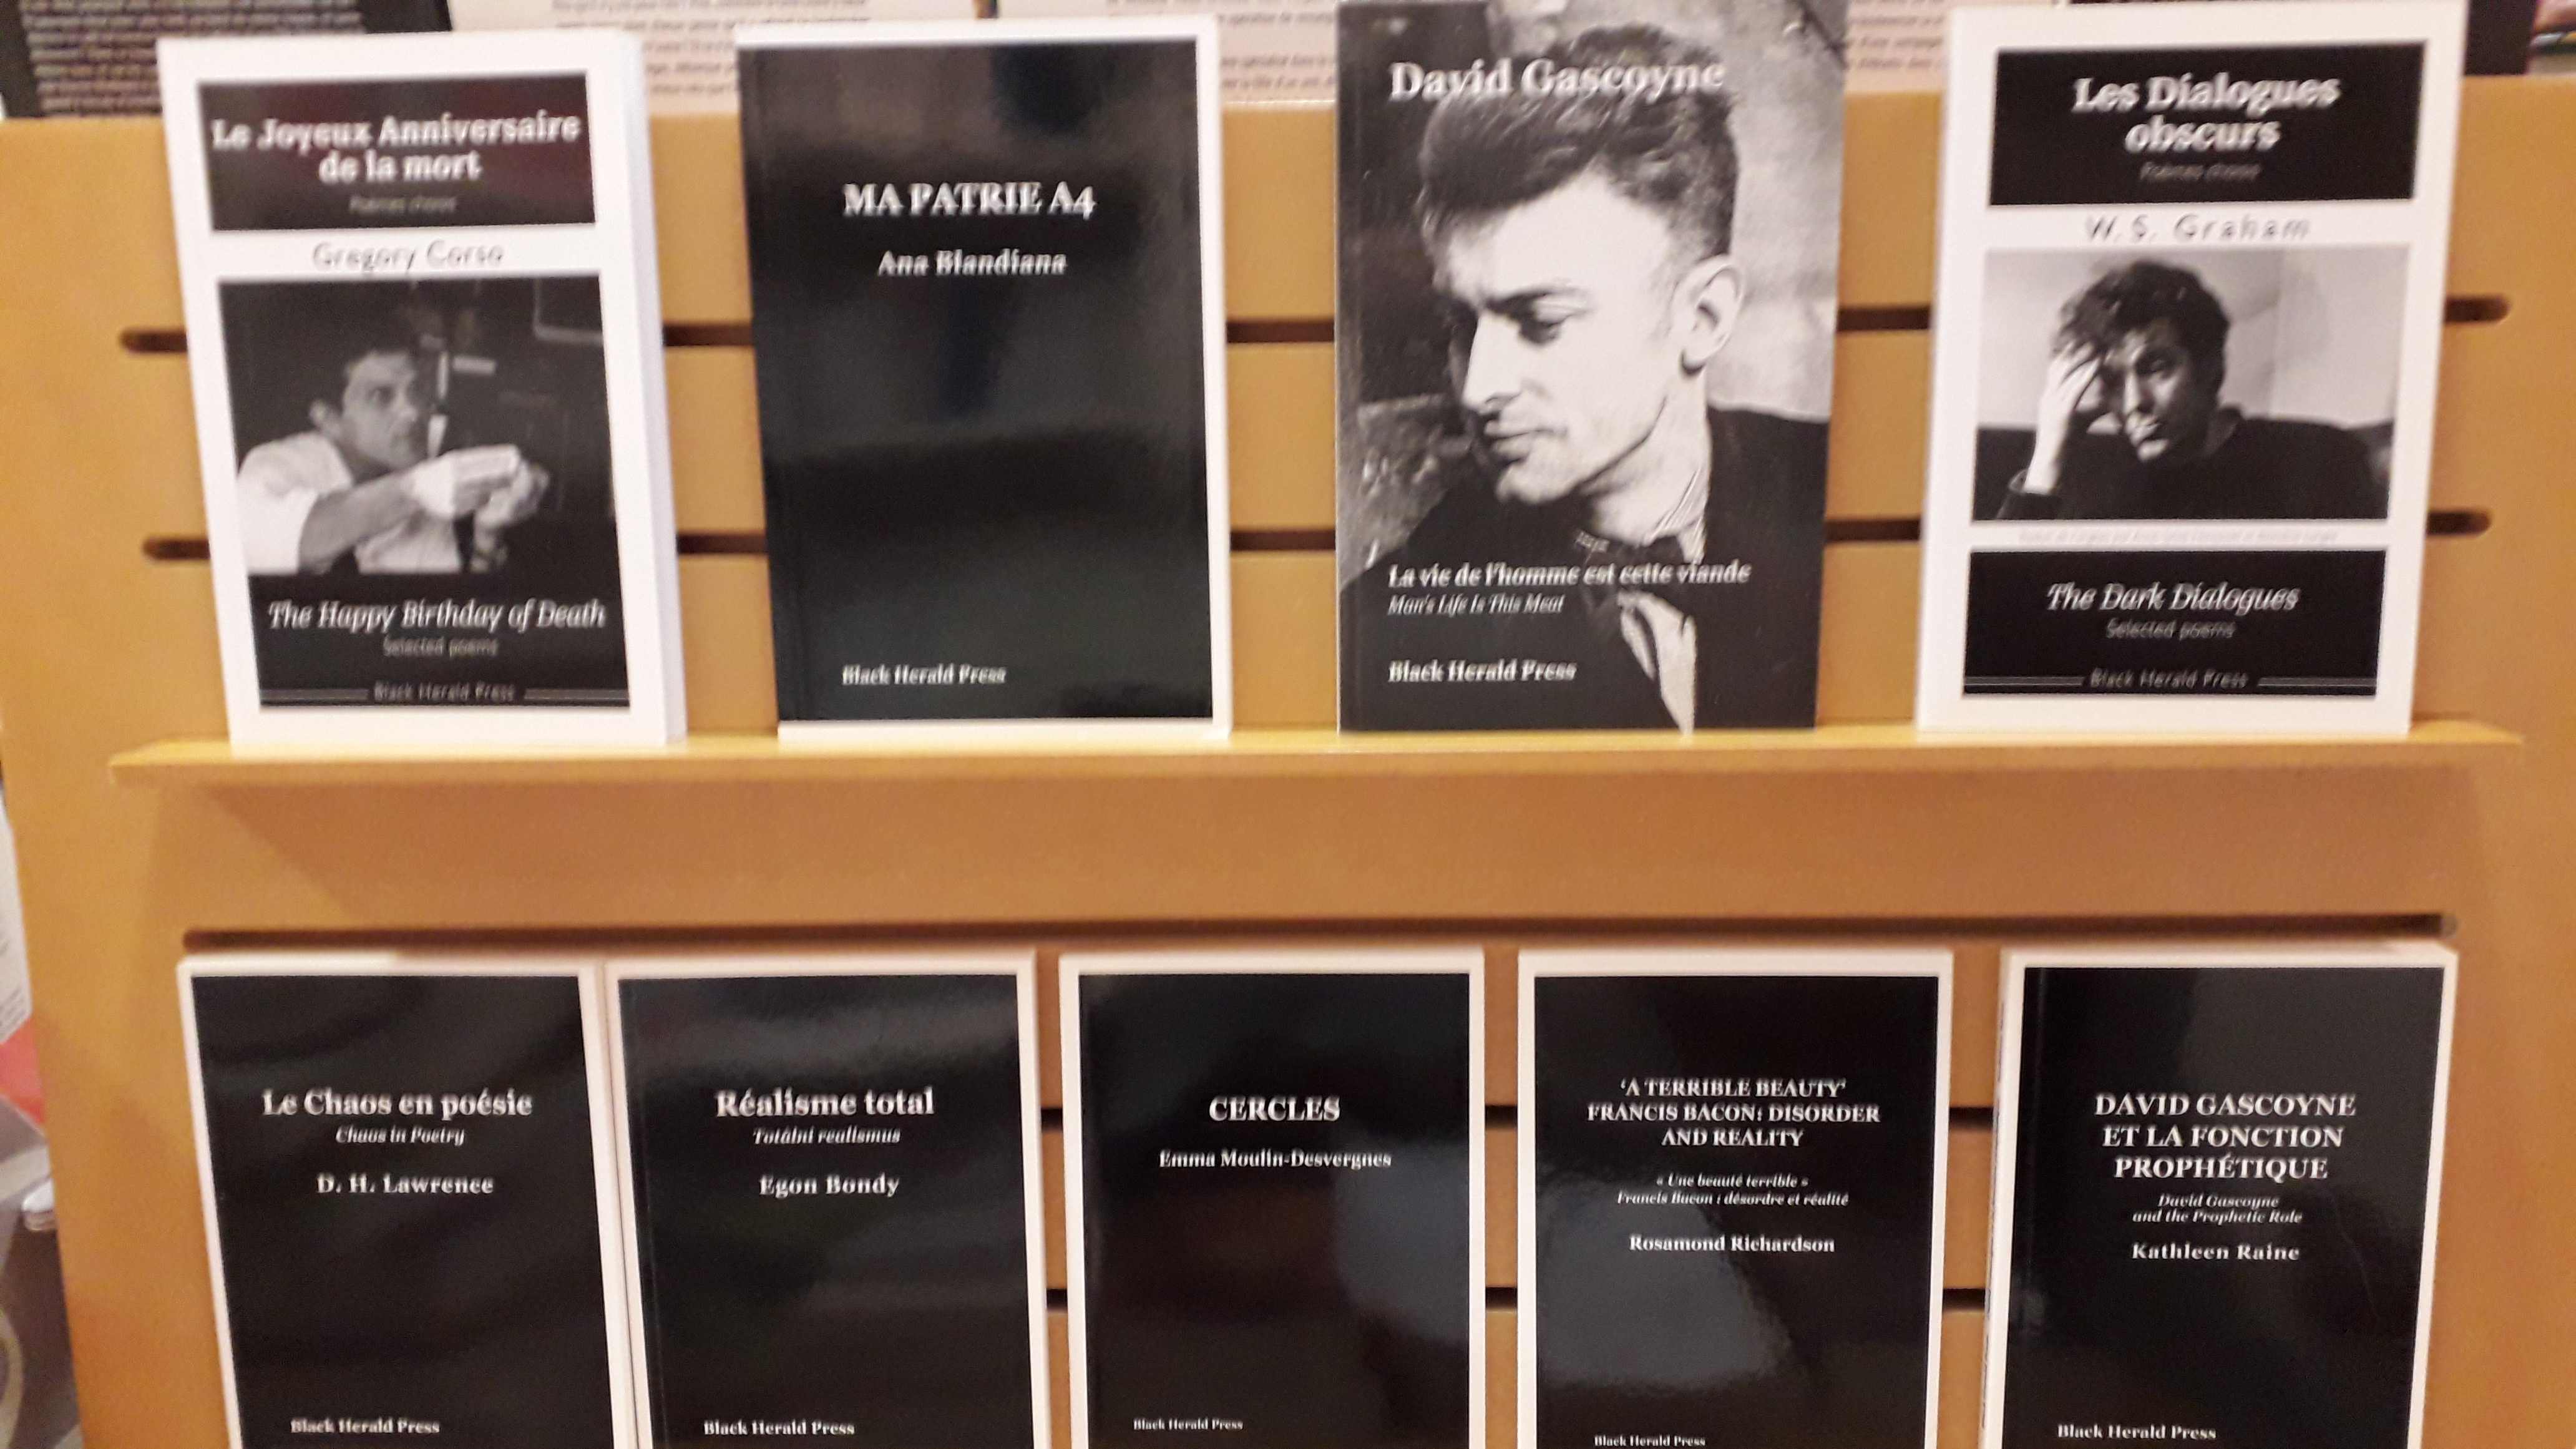 Le Joyeux Anniversaire
de la mort
Poèmes choisis
Gregory Corso
The Happy Birthday of Death
Selected poems
Black Herald Press
MA PATRIE A4
Ana Blandiana
Black Herald Press
David Gascoyne
La vie de l'homme est cette viande
Man's Life Is This Meat
Black Herald Press
Les Dialogues
obscurs
Poèmes choisis
W. S. Graham
The Dark Dialogues
Selected poems
Black Herald Press
Le Chaos en poésie
Chaos in Poetry
D. H. Lawrence
Black Herald Press
Réalisme total
Totální realismus
Egon Bondy
Black Herald Press
CERCLES
Emma Moulin-Desvergnes
Black Herald Press
‘A TERRIBLE BEAUTY’
FRANCIS BACON: DISORDER
AND REALITY
« Une beauté terrible »
Francis Bacon : désordre et réalité
Rosamond Richardson
Black Herald Press
DAVID GASCOYNE
ET LA FONCTION
PROPHÉTIQUE
David Gascoyne
and the Prophetic Role
Kathleen Raine
Black Herald Press